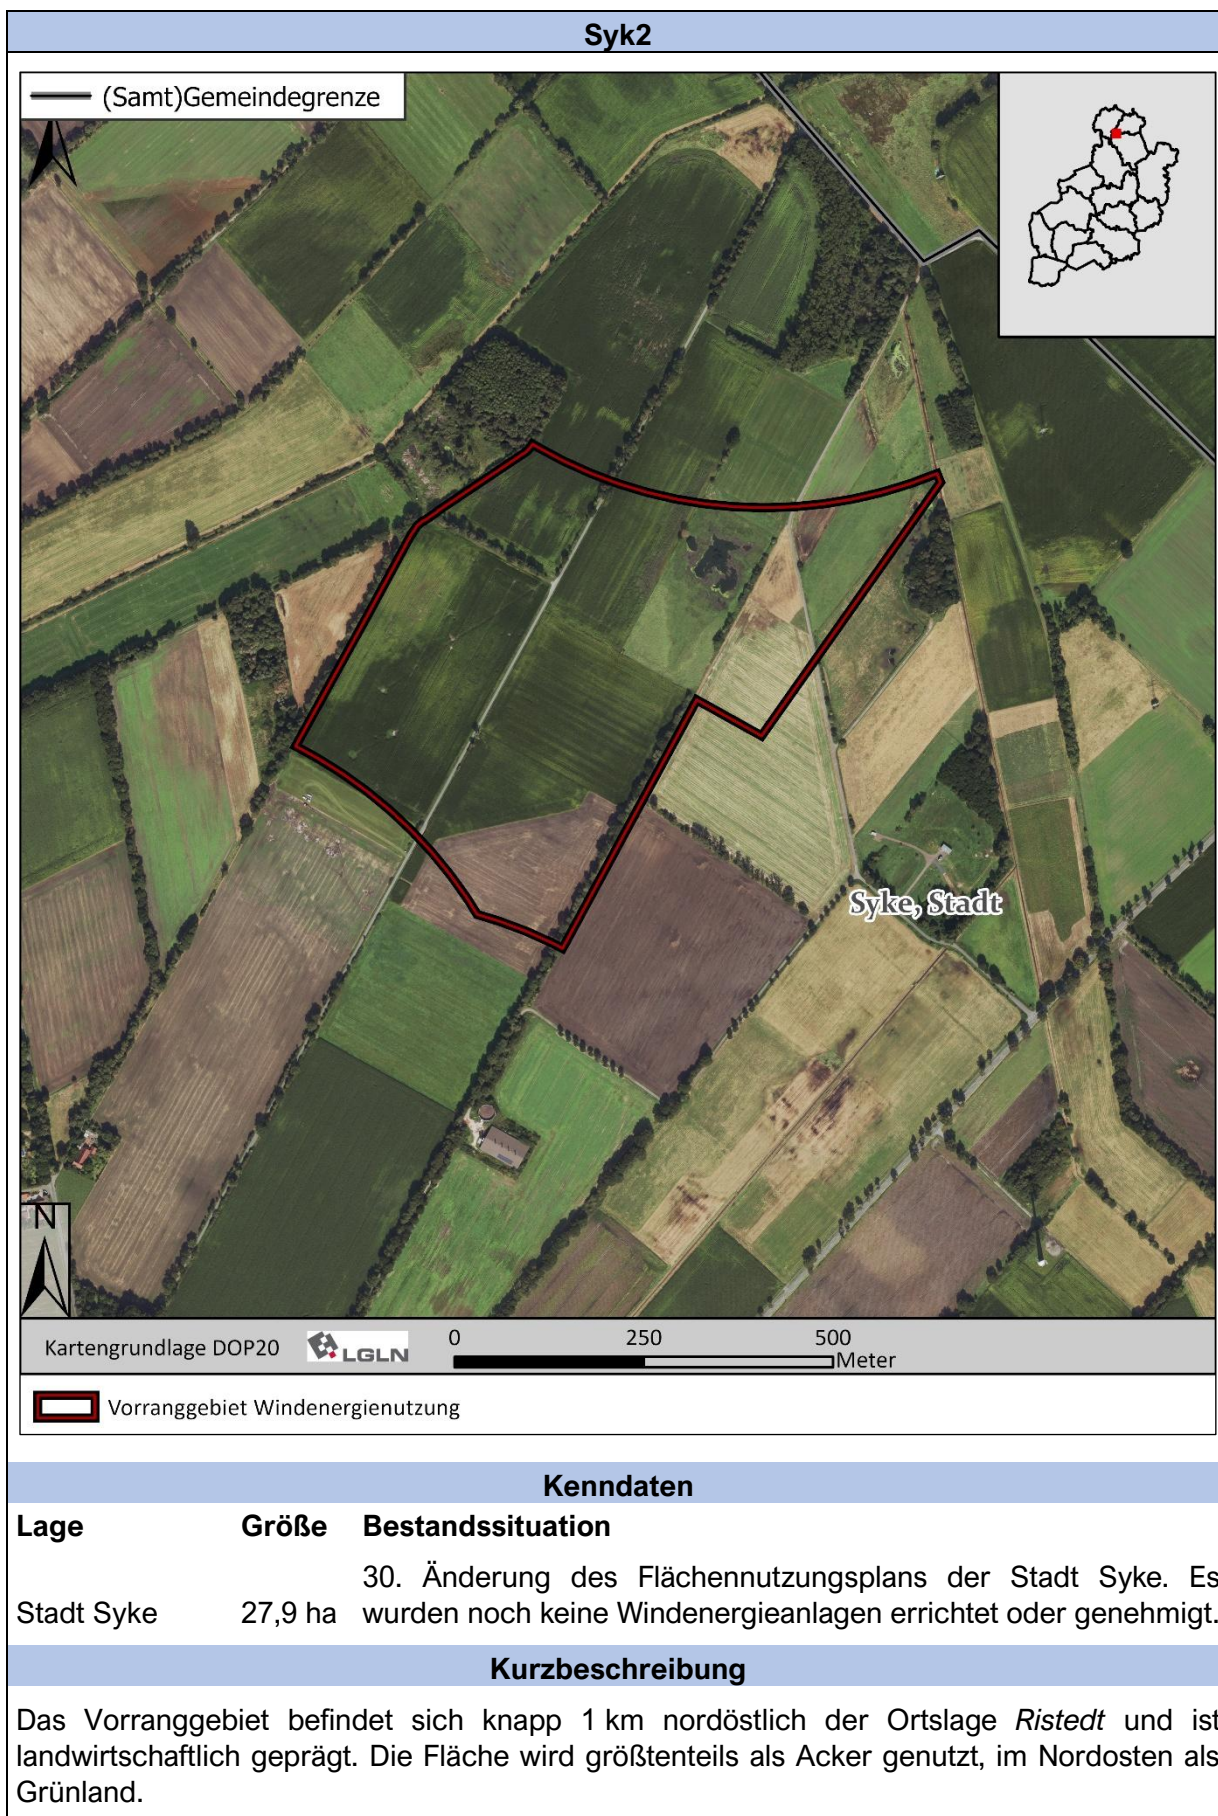 Syk2
(Samt)Gemeindegrenze
Syke, Stadt
N
Kartengrundlage DOP20
LGLN
0 250 500
Meter
Vorranggebiet Windenergienutzung
Kenndaten
Lage Größe Bestandssituation
30. Änderung des Flächennutzungsplans der Stadt Syke. Es
Stadt Syke 27,9 ha wurden noch keine Windenergieanlagen errichtet oder genehmigt.
Kurzbeschreibung
Das Vorranggebiet befindet sich knapp 1 km nordöstlich der Ortslage Ristedt und ist
landwirtschaftlich geprägt. Die Fläche wird größtenteils als Acker genutzt, im Nordosten als
Grünland.